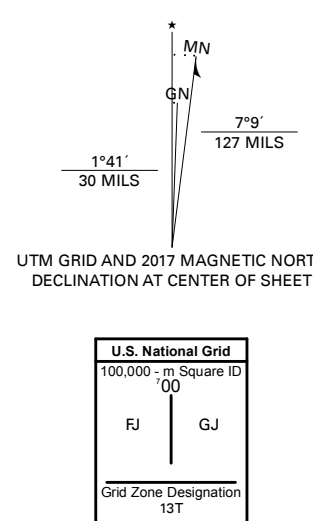 ★
MN
GN
7°9´
127 MILS
1°41´
30 MILS
UTM GRID AND 2017 MAGNETIC NORT
DECLINATION AT CENTER OF SHEET
U.S. National Grid
100,000 - m Square ID
⁷00
FJ GJ
Grid Zone Designation
13T